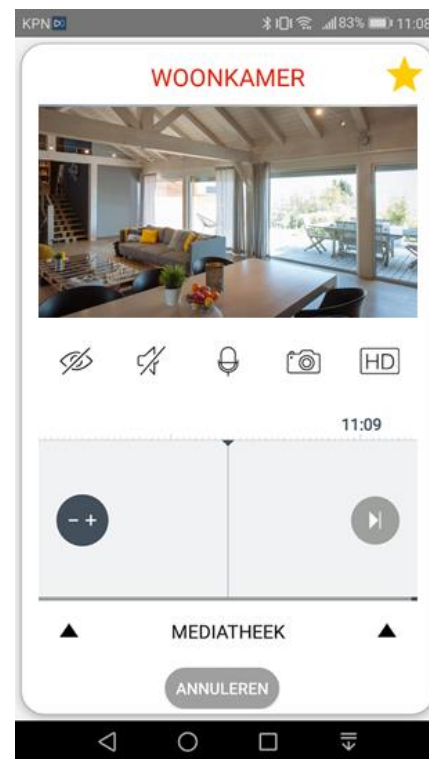 KPN 83% 11:08
WOONKAMER
HD
11:09
- +
MEDIATHEEK
ANNULEREN